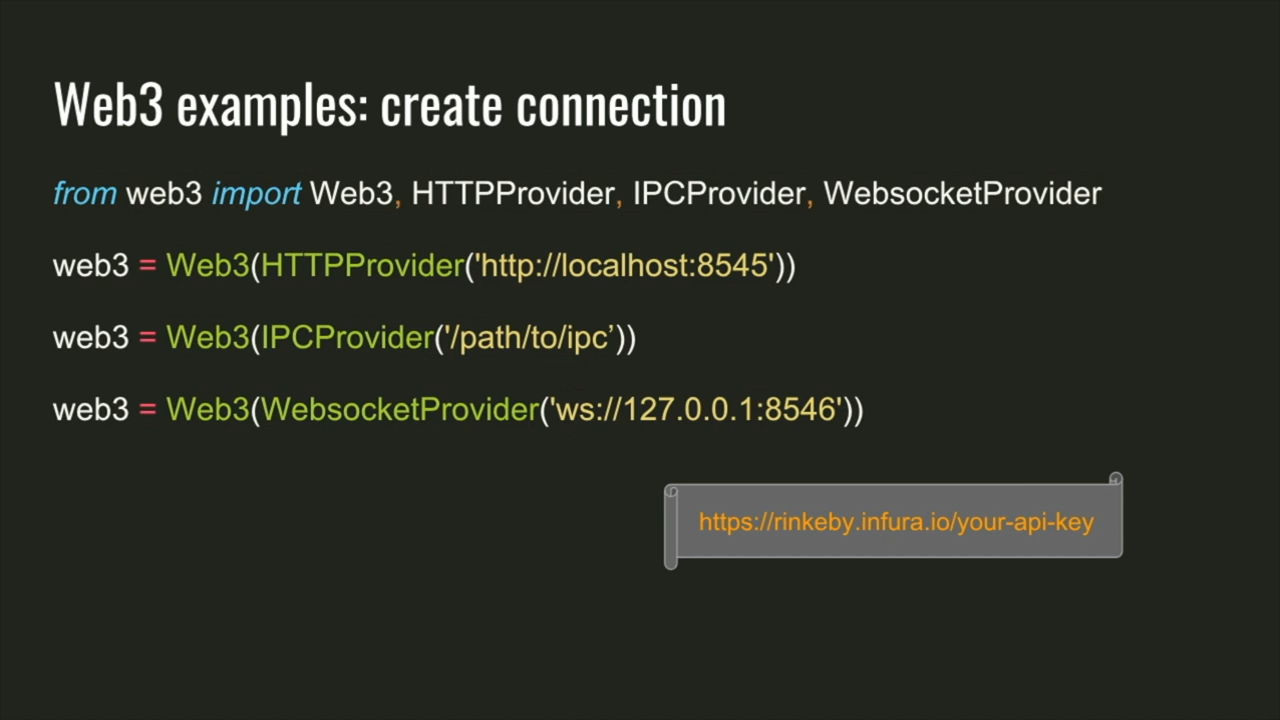 Web3 examples: create connection
from web3 import Web3, HTTPProvider, IPCProvider, WebsocketProvider
web3 = Web3(HTTPProvider('http://localhost:8545'))
web3 = Web3(IPCProvider('/path/to/ipc’))
web3 = Web3(WebsocketProvider('ws://127.0.0.1:8546'))
https://rinkeby.infura.io/your-api-key